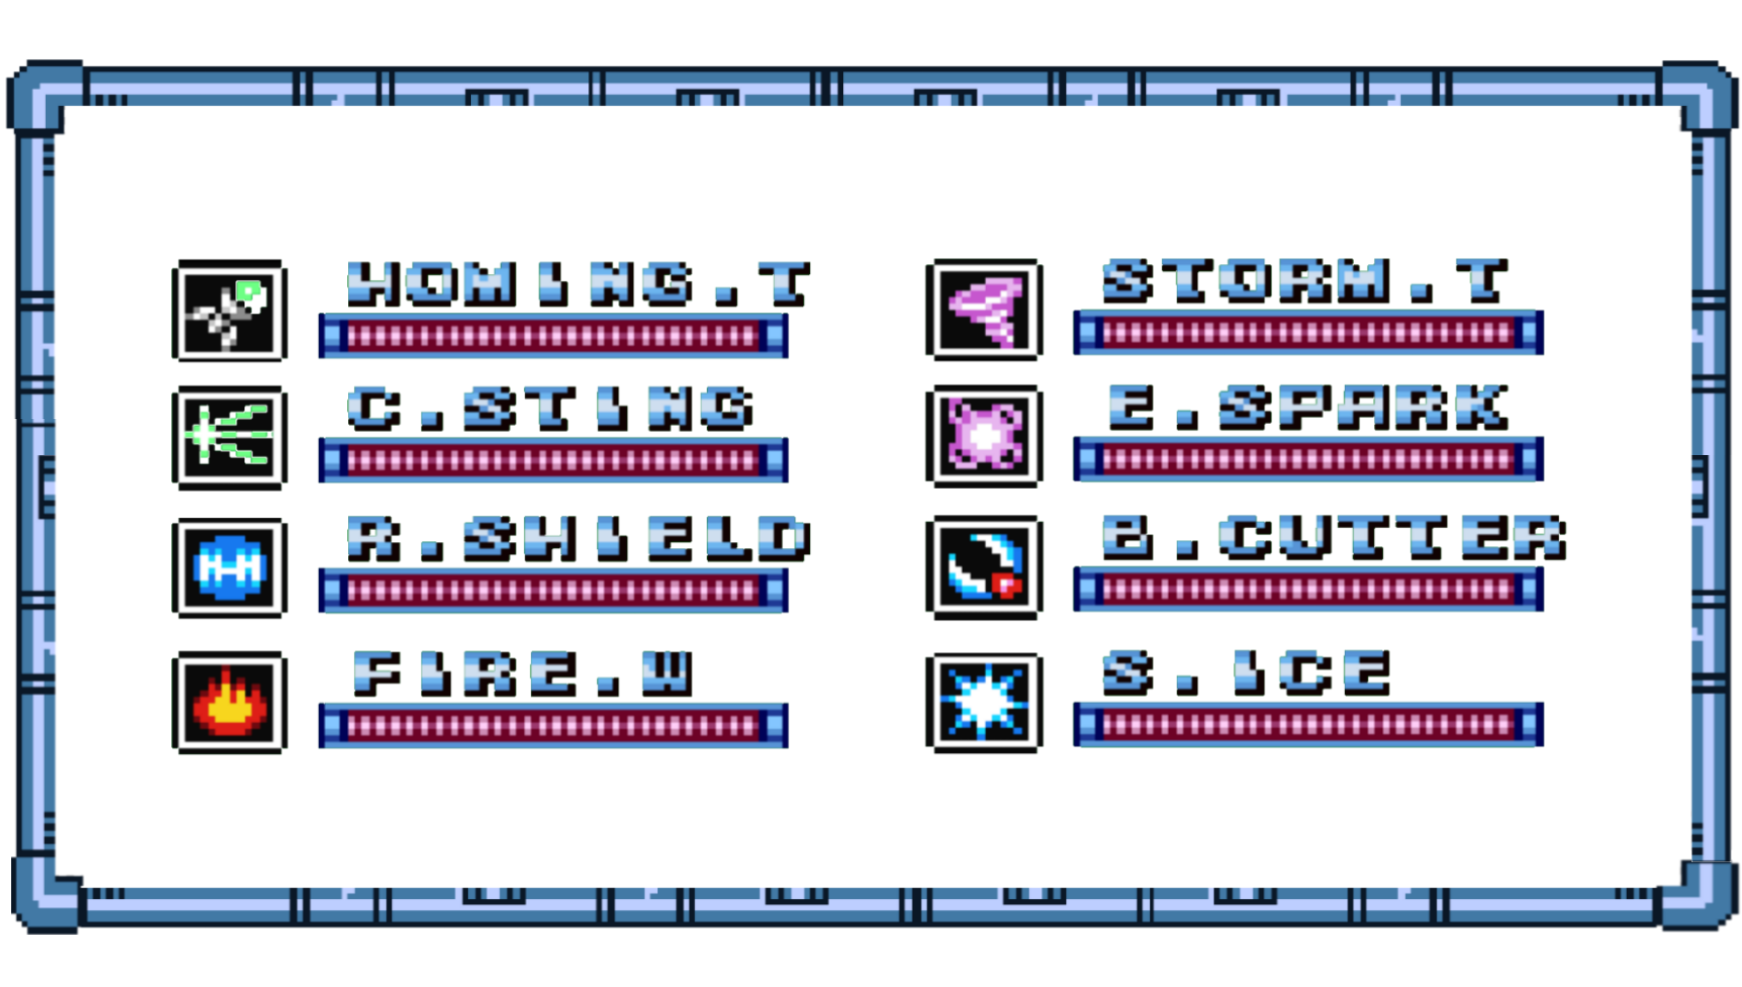 HOMING.T
C.STING
R.SHIELD
FIRE.W
STORM.T
E.SPARK
B.CUTTER
S.ICE